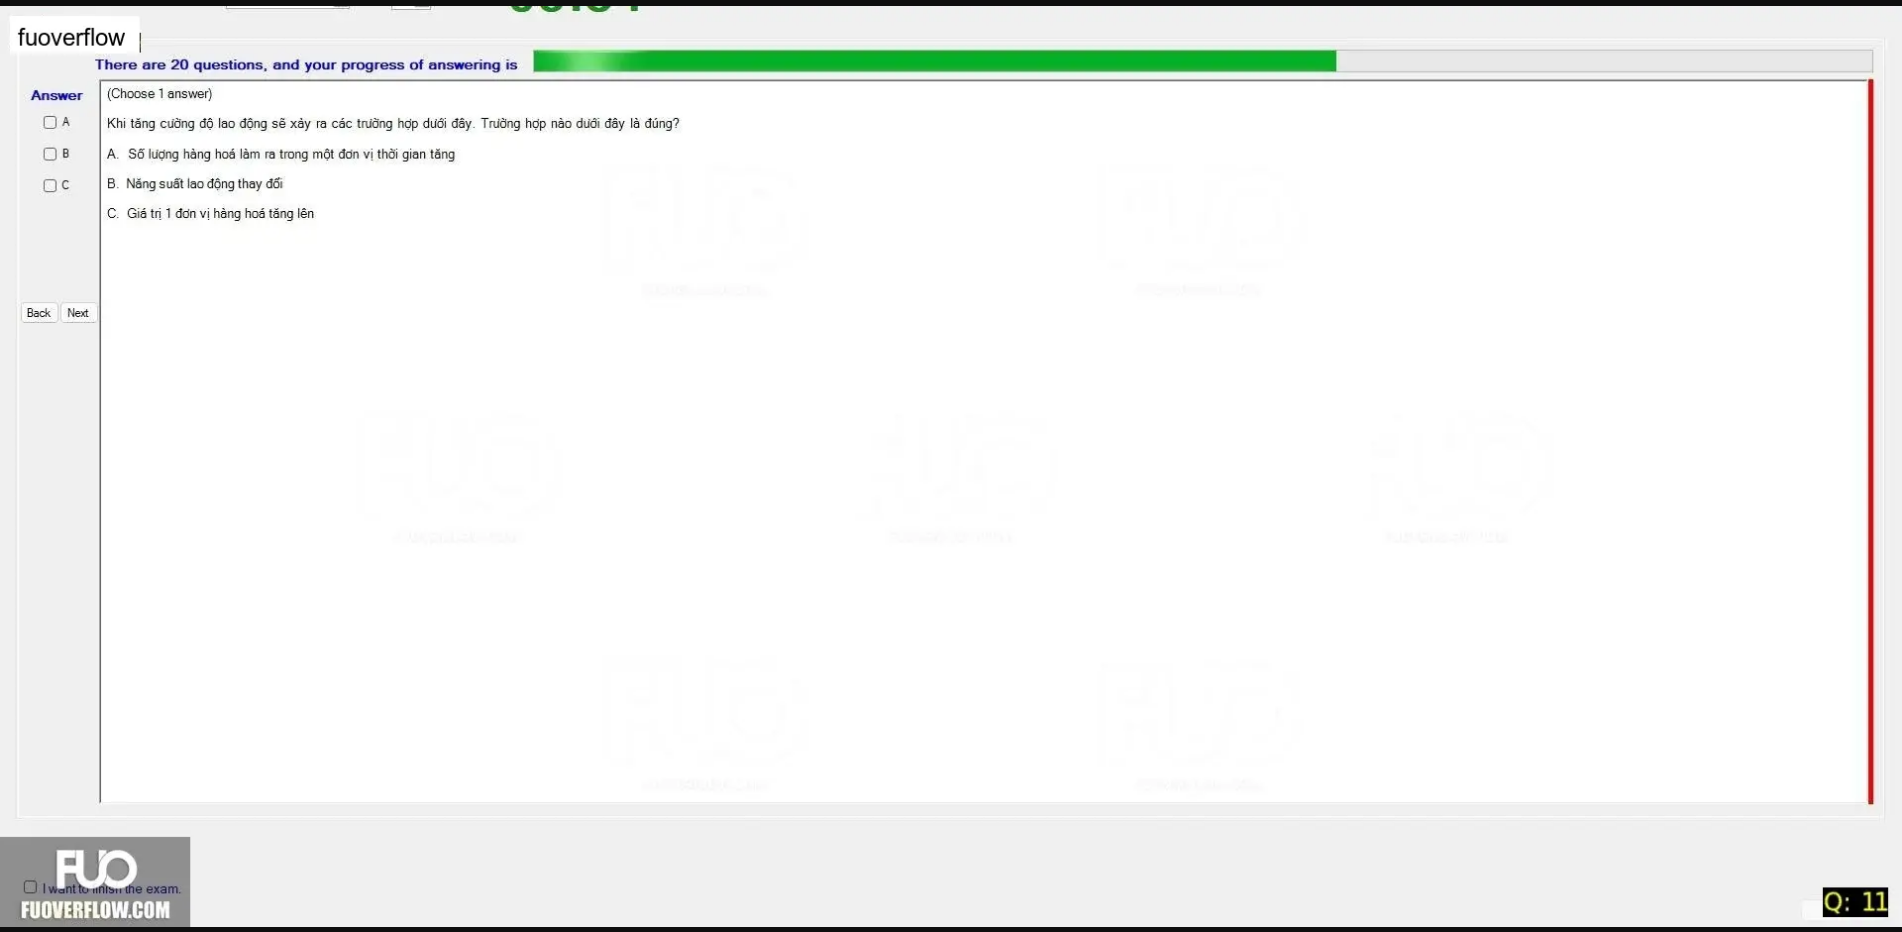 fuoverflow
There are 20 questions, and your progress of answering is
Answer
(Choose 1 answer)
A
Khi tăng cường độ lao động sẽ xảy ra các trường hợp dưới đây. Trường hợp nào dưới đây là đúng?
B
A. Số lượng hàng hoá làm ra trong một đơn vị thời gian tăng
C
B. Năng suất lao động thay đổi
C. Giá trị 1 đơn vị hàng hoá tăng lên
Back Next
FUO
I want to finish the exam.
FUOVERFLOW.COM
Q: 11